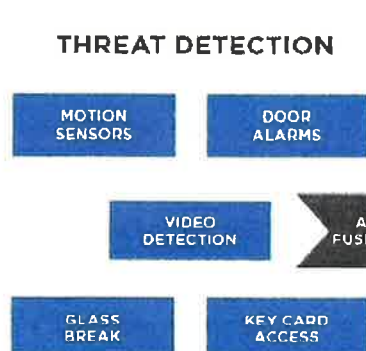 THREAT DETECTION
MOTION
SENSORS
DOOR
ALARMS
VIDEO
DETECTION
GLASS
BREAK
KEY CARD
ACCESS